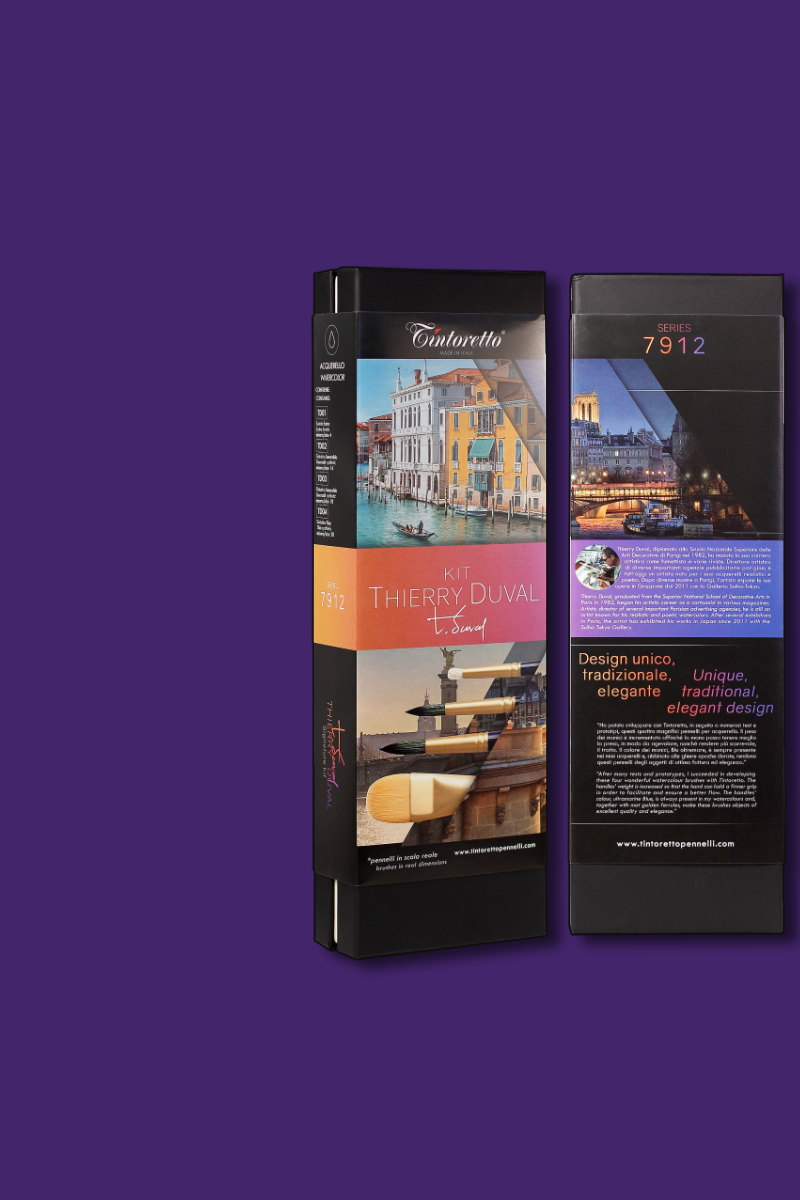 Tintoretto®
MADE IN ITALY
KIT
THIERRY DUVAL
t. Duval
*pennelli in scala reale
brushes in real dimensions
www.tintorettopennelli.com
ACQUERELLO
WATERCOLOR
CONTIENE:
CONTAINS:
TD01
TD02
TD03
TD04
SERIES
7912
THIERRY DUVAL
Signature kit
SERIES
7912
Thierry Duval, diplomato alla Scuola Nazionale Superiore delle
Arti Decorative di Parigi nel 1982, ha iniziato la sua carriera
artistica come fumettista in varie riviste. Direttore artistico
di diverse importanti agenzie pubblicitarie parigine, è
tutt'oggi un artista noto per i suoi acquerelli realistici e
poetici. Dopo diverse mostre a Parigi, l'artista espone le sue
opere in Giappone dal 2011 con la Galleria Salho-Tokyo.
Thierry Duval, graduated from the Superior National School of Decorative Arts in
Paris in 1982, began his artistic career as a cartoonist in various magazines.
Artistic director of several important Parisian advertising agencies, he is still an
artist known for his realistic and poetic watercolours. After several exhibitions
in Paris, the artist has exhibited his works in Japan since 2011 with the
Salho-Tokyo Gallery.
Design unico,
tradizionale,
elegante
Unique,
traditional,
elegant design
"Ho potuto sviluppare con Tintoretto, in seguito a numerosi test e
prototipi, questi quattro magnifici pennelli per acquerello. Il peso
dei manici è incrementato affinché la mano possa tenere meglio
la presa, in modo da agevolare, nonché rendere più scorrevole,
il tratto. Il colore dei manici, Blu oltremare, è sempre presente
nei miei acquerelli e, abbinato alle ghiere opache dorate, rendono
questi pennelli degli oggetti di ottima fattura ed eleganza."
"After many tests and prototypes, I succeeded in developing
these four wonderful watercolour brushes with Tintoretto. The
handles' weight is increased so that the hand can hold a firmer grip
in order to facilitate and ensure a better flow. The handles'
colour, ultramarine Blue, is always present in my watercolours and,
together with mat golden ferrules, make these brushes objects of
excellent quality and elegance."
www.tintorettopennelli.com